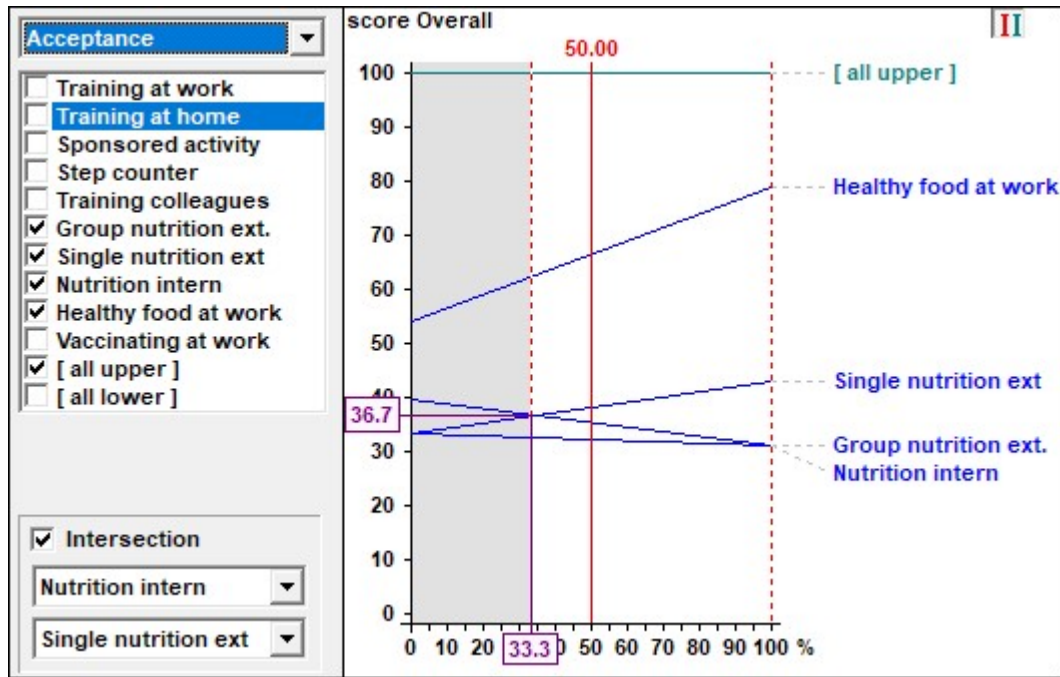 Acceptance
Training at work
Training at home
Sponsored activity
Step counter
Training colleagues
Group nutrition ext.
Single nutrition ext
Nutrition intern
Healthy food at work
Vaccinating at work
[ all upper ]
[ all lower ]
Intersection
Nutrition intern
Single nutrition ext
score Overall
50.00
100
90
80
70
60
50
36.7
30
20
10
0
0 10 20 33.3 50 60 70 80 90 100 %
[ all upper ]
Healthy food at work
Single nutrition ext
Group nutrition ext.
Nutrition intern